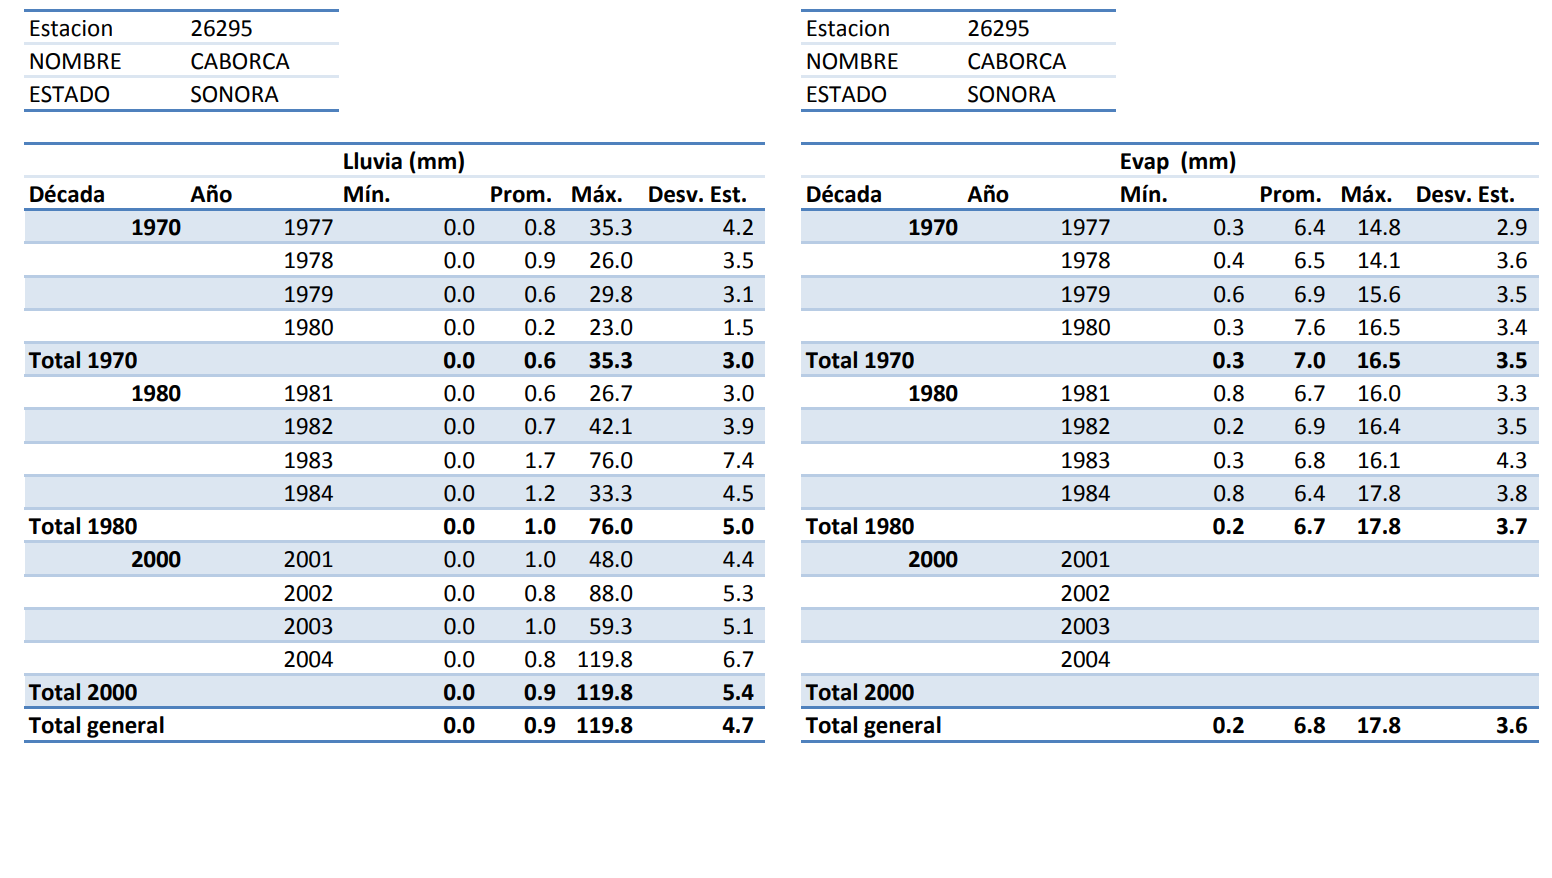 Estacion 26295
NOMBRE CABORCA
ESTADO SONORA
Lluvia (mm)
Década Año Mín. Prom. Máx. Desv. Est.
1970 1977 0.0 0.8 35.3 4.2
1978 0.0 0.9 26.0 3.5
1979 0.0 0.6 29.8 3.1
1980 0.0 0.2 23.0 1.5
Total 1970 0.0 0.6 35.3 3.0
1980 1981 0.0 0.6 26.7 3.0
1982 0.0 0.7 42.1 3.9
1983 0.0 1.7 76.0 7.4
1984 0.0 1.2 33.3 4.5
Total 1980 0.0 1.0 76.0 5.0
2000 2001 0.0 1.0 48.0 4.4
2002 0.0 0.8 88.0 5.3
2003 0.0 1.0 59.3 5.1
2004 0.0 0.8 119.8 6.7
Total 2000 0.0 0.9 119.8 5.4
Total general 0.0 0.9 119.8 4.7
Estacion 26295
NOMBRE CABORCA
ESTADO SONORA
Evap (mm)
Década Año Mín. Prom. Máx. Desv. Est.
1970 1977 0.3 6.4 14.8 2.9
1978 0.4 6.5 14.1 3.6
1979 0.6 6.9 15.6 3.5
1980 0.3 7.6 16.5 3.4
Total 1970 0.3 7.0 16.5 3.5
1980 1981 0.8 6.7 16.0 3.3
1982 0.2 6.9 16.4 3.5
1983 0.3 6.8 16.1 4.3
1984 0.8 6.4 17.8 3.8
Total 1980 0.2 6.7 17.8 3.7
2000 2001
2002
2003
2004
Total 2000
Total general 0.2 6.8 17.8 3.6